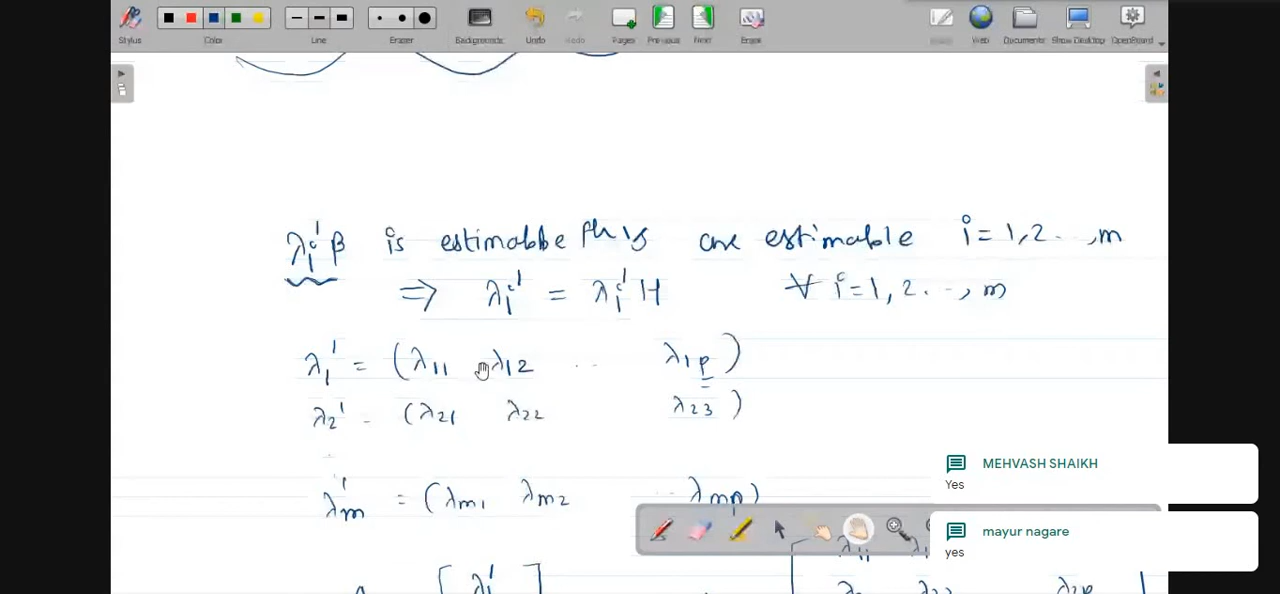 Stylus Color Line Eraser Backgrounds Undo Redo Pages Previous Next Erase Web Documents Show Desktop OpenBoard
λᵢ'β is estimable are estimable i = 1, 2 . . , m
⇒ λᵢ' = λᵢ' H ∀ i = 1, 2 . . , m
λ₁' = (λ₁₁ λ₁₂ . . λ₁p)
λ₂' - (λ₂₁ λ₂₂ λ₂₃)
λm' = (λm₁ λm₂ . . λmp)
MEHVASH SHAIKH
Yes
mayur nagare
yes
[λ₁' ]